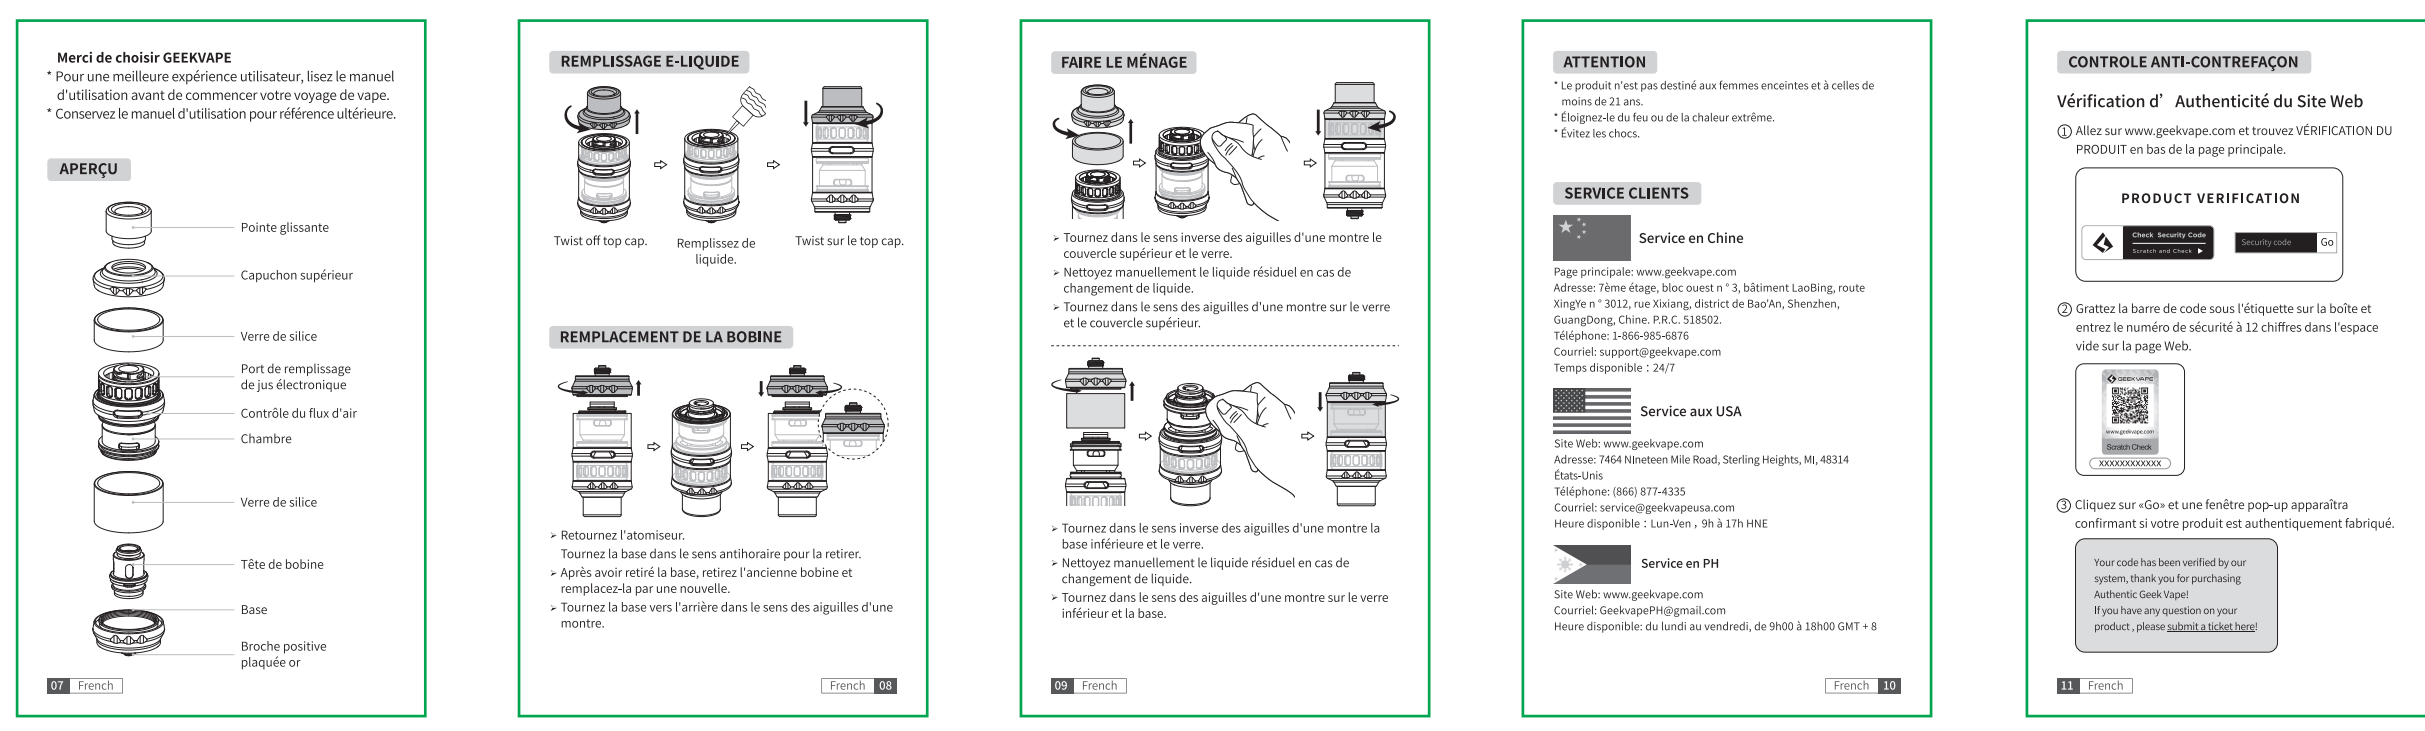 Merci de choisir GEEKVAPE
* Pour une meilleure expérience utilisateur, lisez le manuel
d'utilisation avant de commencer votre voyage de vape.
* Conservez le manuel d'utilisation pour référence ultérieure.
APERÇU
Pointe glissante
Capuchon supérieur
Verre de silice
Port de remplissage
de jus électronique
Contrôle du flux d'air
Chambre
Verre de silice
Tête de bobine
Base
Broche positive
plaquée or
07 French
REMPLISSAGE E-LIQUIDE
Twist off top cap.
Remplissez de
liquide.
Twist sur le top cap.
REMPLACEMENT DE LA BOBINE
➢ Retournez l'atomiseur.
Tournez la base dans le sens antihoraire pour la retirer.
➢ Après avoir retiré la base, retirez l'ancienne bobine et
remplacez-la par une nouvelle.
➢ Tournez la base vers l'arrière dans le sens des aiguilles d'une
montre.
French 08
FAIRE LE MÉNAGE
➢ Tournez dans le sens inverse des aiguilles d'une montre le
couvercle supérieur et le verre.
➢ Nettoyez manuellement le liquide résiduel en cas de
changement de liquide.
➢ Tournez dans le sens des aiguilles d'une montre sur le verre
et le couvercle supérieur.
➢ Tournez dans le sens inverse des aiguilles d'une montre la
base inférieure et le verre.
➢ Nettoyez manuellement le liquide résiduel en cas de
changement de liquide.
➢ Tournez dans le sens des aiguilles d'une montre sur le verre
inférieur et la base.
09 French
ATTENTION
* Le produit n'est pas destiné aux femmes enceintes et à celles de
moins de 21 ans.
* Éloignez-le du feu ou de la chaleur extrême.
* Évitez les chocs.
SERVICE CLIENTS
Service en Chine
Page principale: www.geekvape.com
Adresse: 7ème étage, bloc ouest n ° 3, bâtiment LaoBing, route
XingYe n ° 3012, rue Xixiang, district de Bao'An, Shenzhen,
GuangDong, Chine. P.R.C. 518502.
Téléphone: 1-866-985-6876
Courriel: support@geekvape.com
Temps disponible：24/7
Service aux USA
Site Web: www.geekvape.com
Adresse: 7464 NIneteen Mile Road, Sterling Heights, MI, 48314
États-Unis
Téléphone: (866) 877-4335
Courriel: service@geekvapeusa.com
Heure disponible：Lun-Ven，9h à 17h HNE
Service en PH
Site Web: www.geekvape.com
Courriel: GeekvapePH@gmail.com
Heure disponible: du lundi au vendredi, de 9h00 à 18h00 GMT + 8
French 10
CONTROLE ANTI-CONTREFAÇON
Vérification d’ Authenticité du Site Web
① Allez sur www.geekvape.com et trouvez VÉRIFICATION DU
PRODUIT en bas de la page principale.
PRODUCT VERIFICATION
Check Security Code
Scratch and Check ▶
Security code Go
② Grattez la barre de code sous l'étiquette sur la boîte et
entrez le numéro de sécurité à 12 chiffres dans l'espace
vide sur la page Web.
GEEKVAPE
www.geekvape.com
Scratch Check
XXXXXXXXXXXX
③ Cliquez sur «Go» et une fenêtre pop-up apparaîtra
confirmant si votre produit est authentiquement fabriqué.
Your code has been verified by our
system, thank you for purchasing
Authentic Geek Vape!
If you have any question on your
product , please submit a ticket here!
11 French